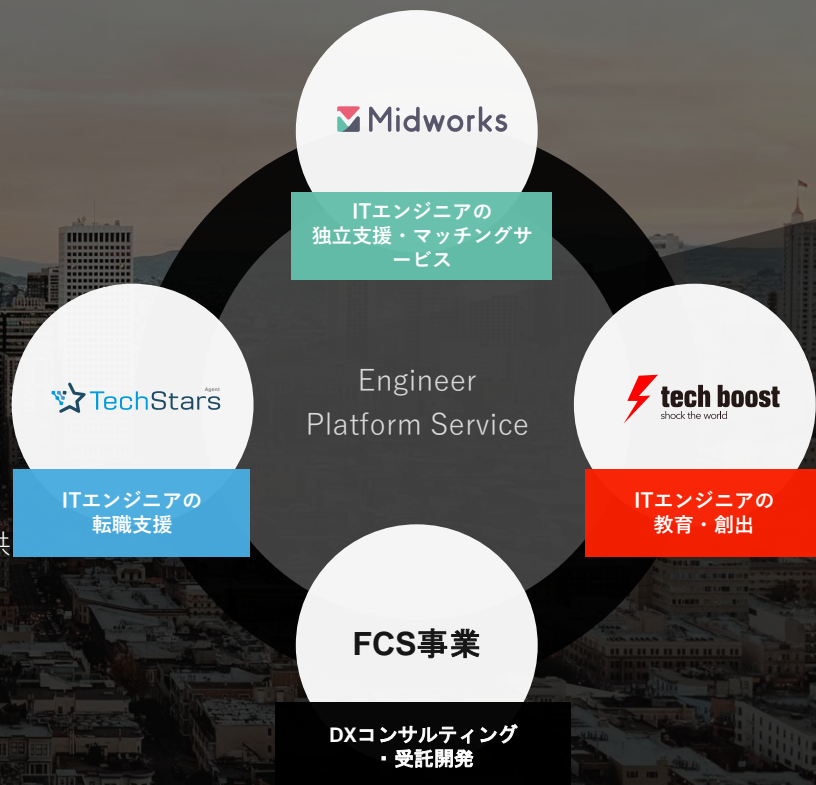 Midworks
ITエンジニアの
独立支援・マッチングサ
ービス
Agent
TechStars
Engineer
Platform Service
tech boost
shock the world
ITエンジニアの
転職支援
ITエンジニアの
教育・創出
共
FCS事業
DXコンサルティング
・受託開発